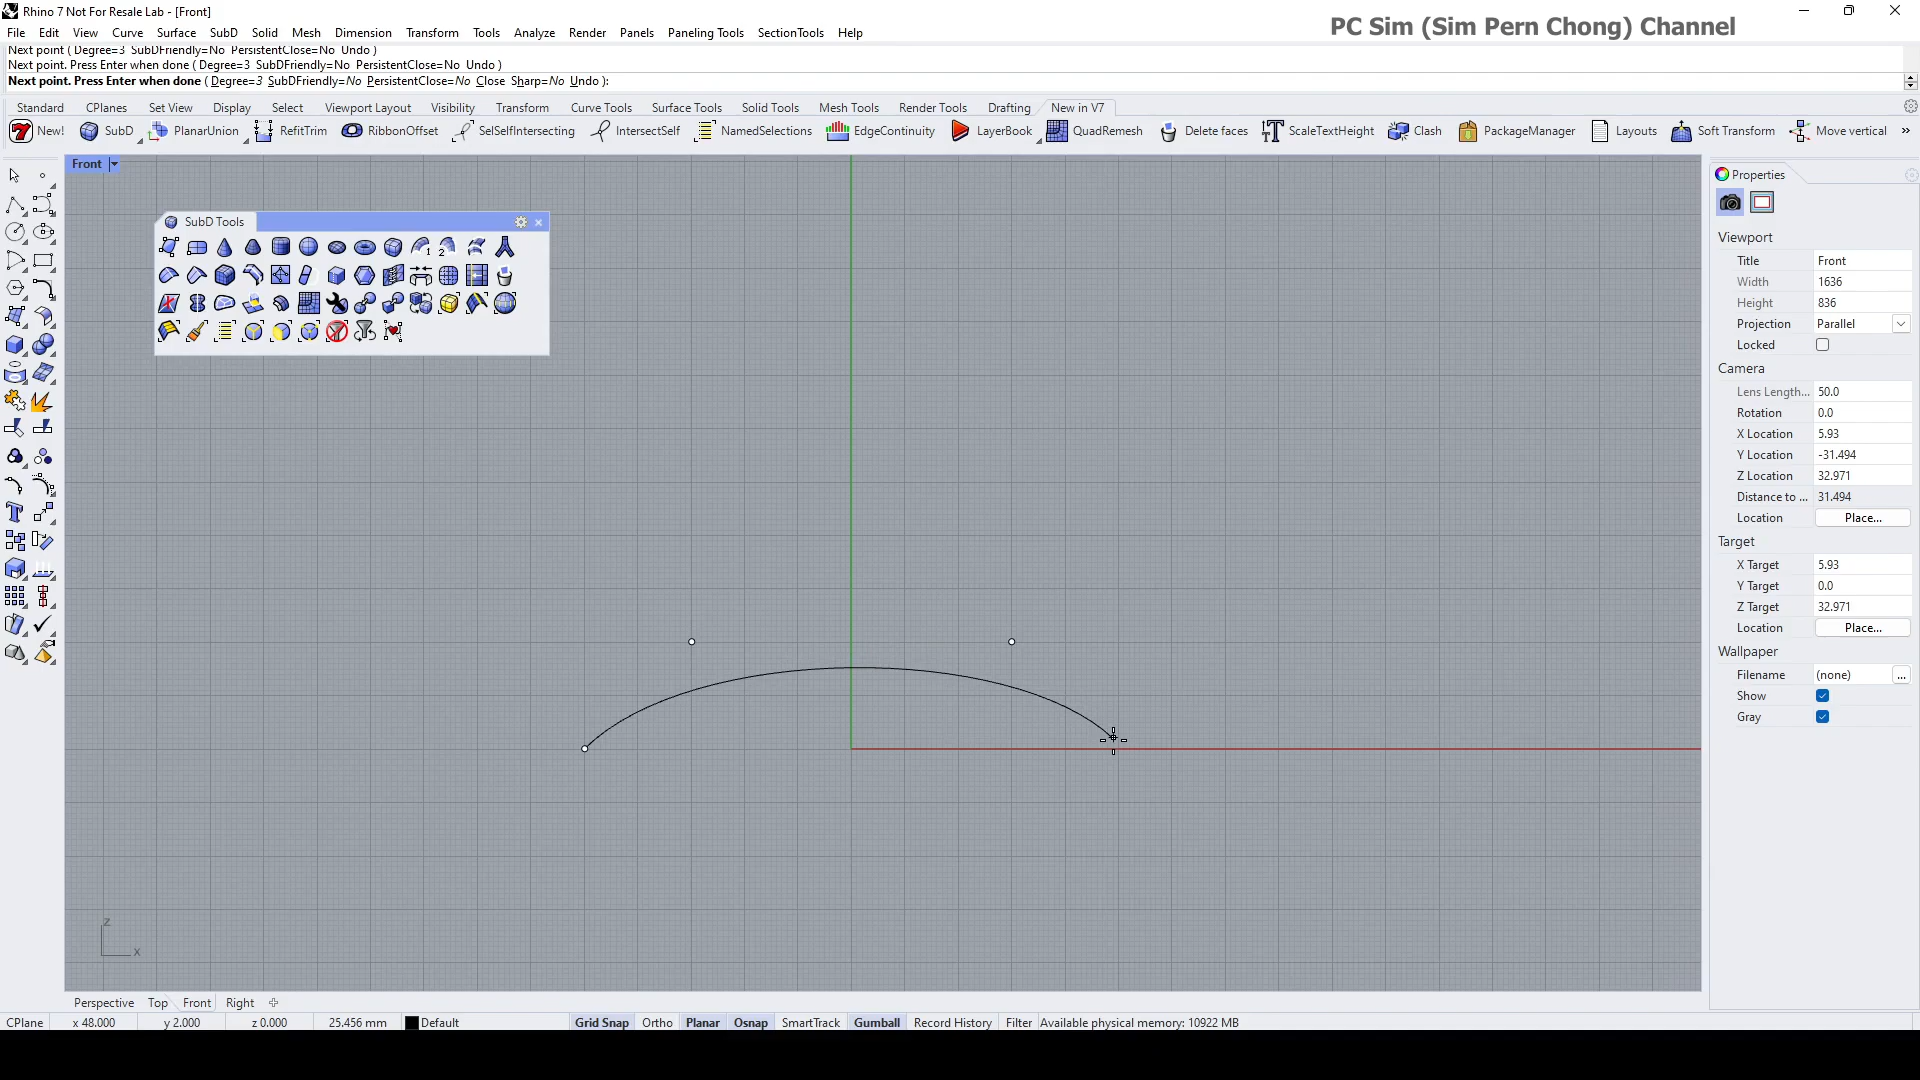 Rhino 7 Not For Resale Lab - [Front]
PC Sim (Sim Pern Chong) Channel
File Edit View Curve Surface SubD Solid Mesh Dimension Transform Tools Analyze Render Panels Paneling Tools SectionTools Help
Next point ( Degree=3 SubDFriendly=No PersistentClose=No Undo )
Next point. Press Enter when done ( Degree=3 SubDFriendly=No PersistentClose=No Undo )
Next point. Press Enter when done ( Degree=3 SubDFriendly=No PersistentClose=No Close Sharp=No Undo ):
Standard CPlanes Set View Display Select Viewport Layout Visibility Transform Curve Tools Surface Tools Solid Tools Mesh Tools Render Tools Drafting New in V7
New! SubD PlanarUnion RefitTrim RibbonOffset SelSelfIntersecting IntersectSelf NamedSelections EdgeContinuity LayerBook QuadRemesh Delete faces ScaleTextHeight Clash PackageManager Layouts Soft Transform Move vertical »
Front
SubD Tools
1 2
z
x
Properties
Viewport
Title Front
Width 1636
Height 836
Projection Parallel
Locked
Camera
Lens Length... 50.0
Rotation 0.0
X Location 5.93
Y Location -31.494
Z Location 32.971
Distance to ... 31.494
Location Place...
Target
X Target 5.93
Y Target 0.0
Z Target 32.971
Location Place...
Wallpaper
Filename (none) ...
Show
Gray
Perspective Top Front Right
CPlane x 48.000 y 2.000 z 0.000 25.456 mm Default Grid Snap Ortho Planar Osnap SmartTrack Gumball Record History Filter Available physical memory: 10922 MB